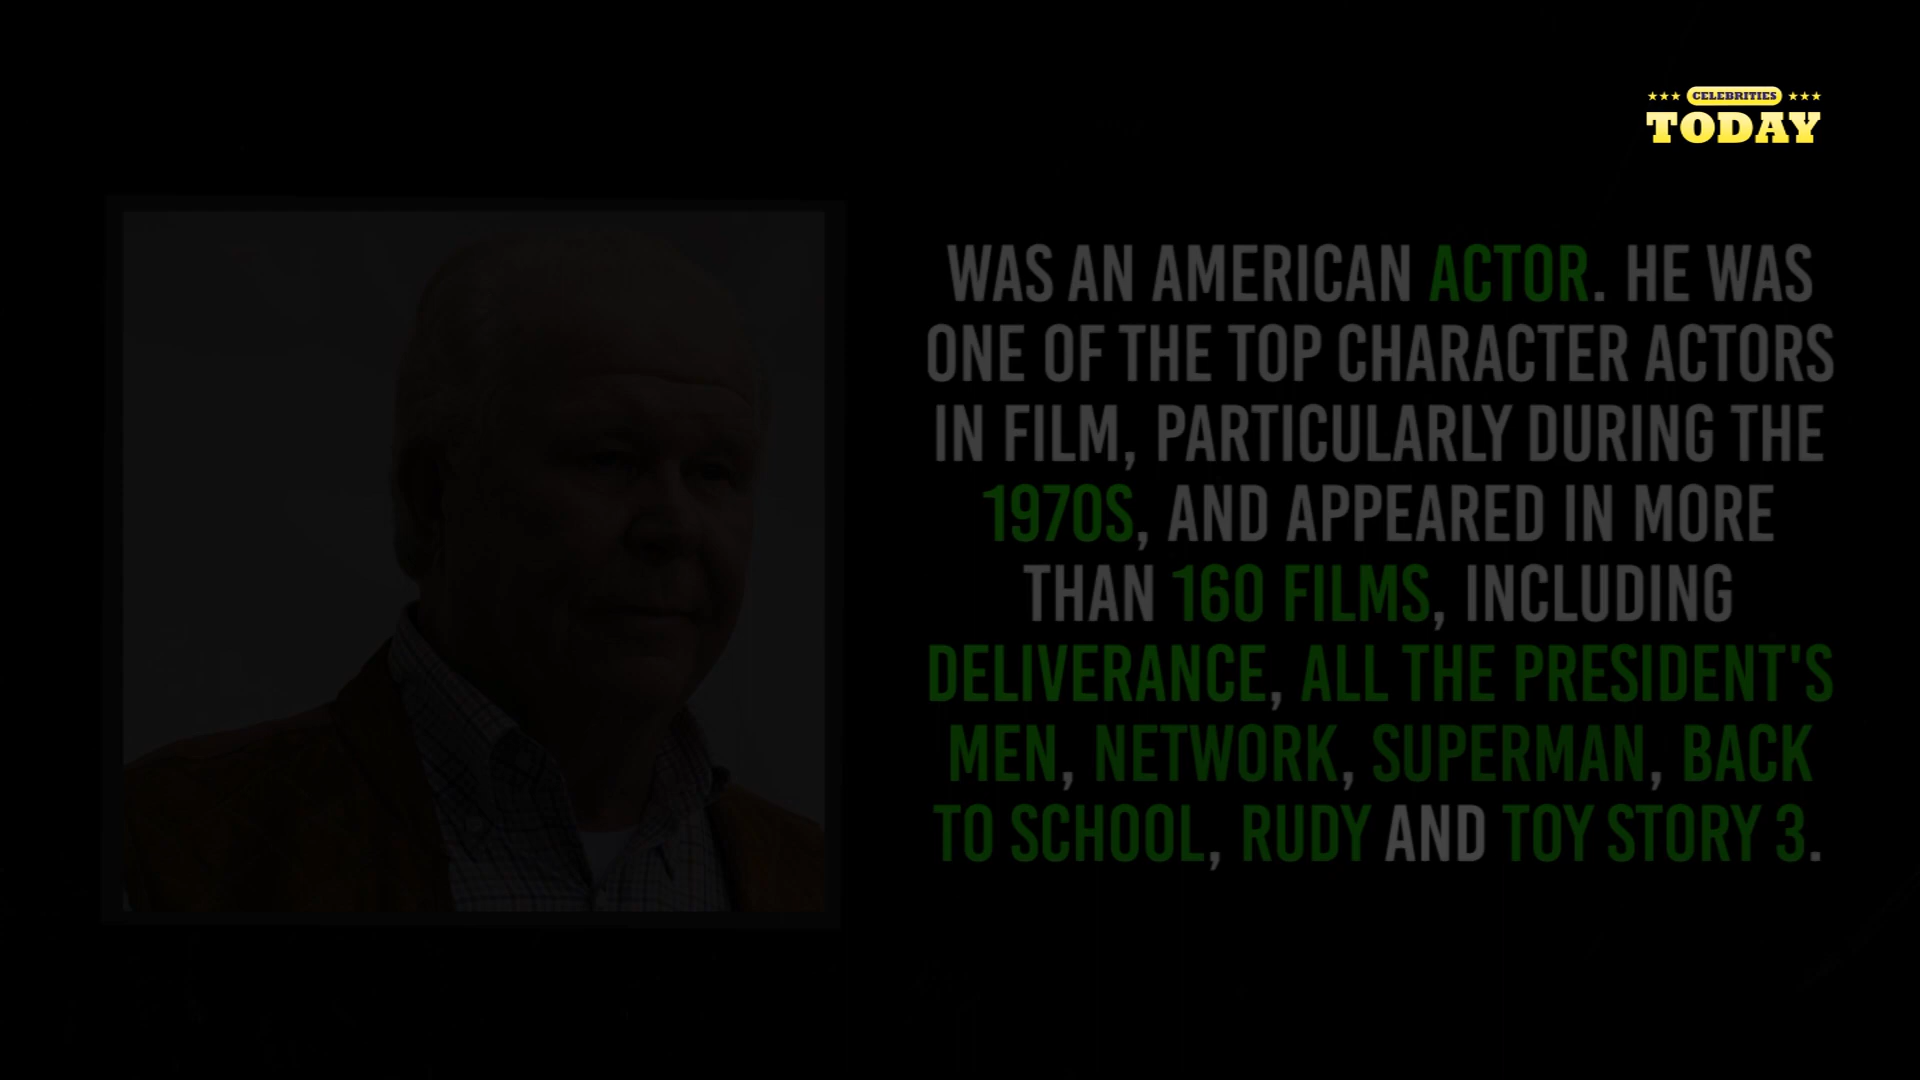 ★★★ CELEBRITIES ★★★
TODAY
WAS AN AMERICAN ACTOR. HE WAS
ONE OF THE TOP CHARACTER ACTORS
IN FILM, PARTICULARLY DURING THE
1970S, AND APPEARED IN MORE
THAN 160 FILMS, INCLUDING
DELIVERANCE, ALL THE PRESIDENT'S
MEN, NETWORK, SUPERMAN, BACK
TO SCHOOL, RUDY AND TOY STORY 3.